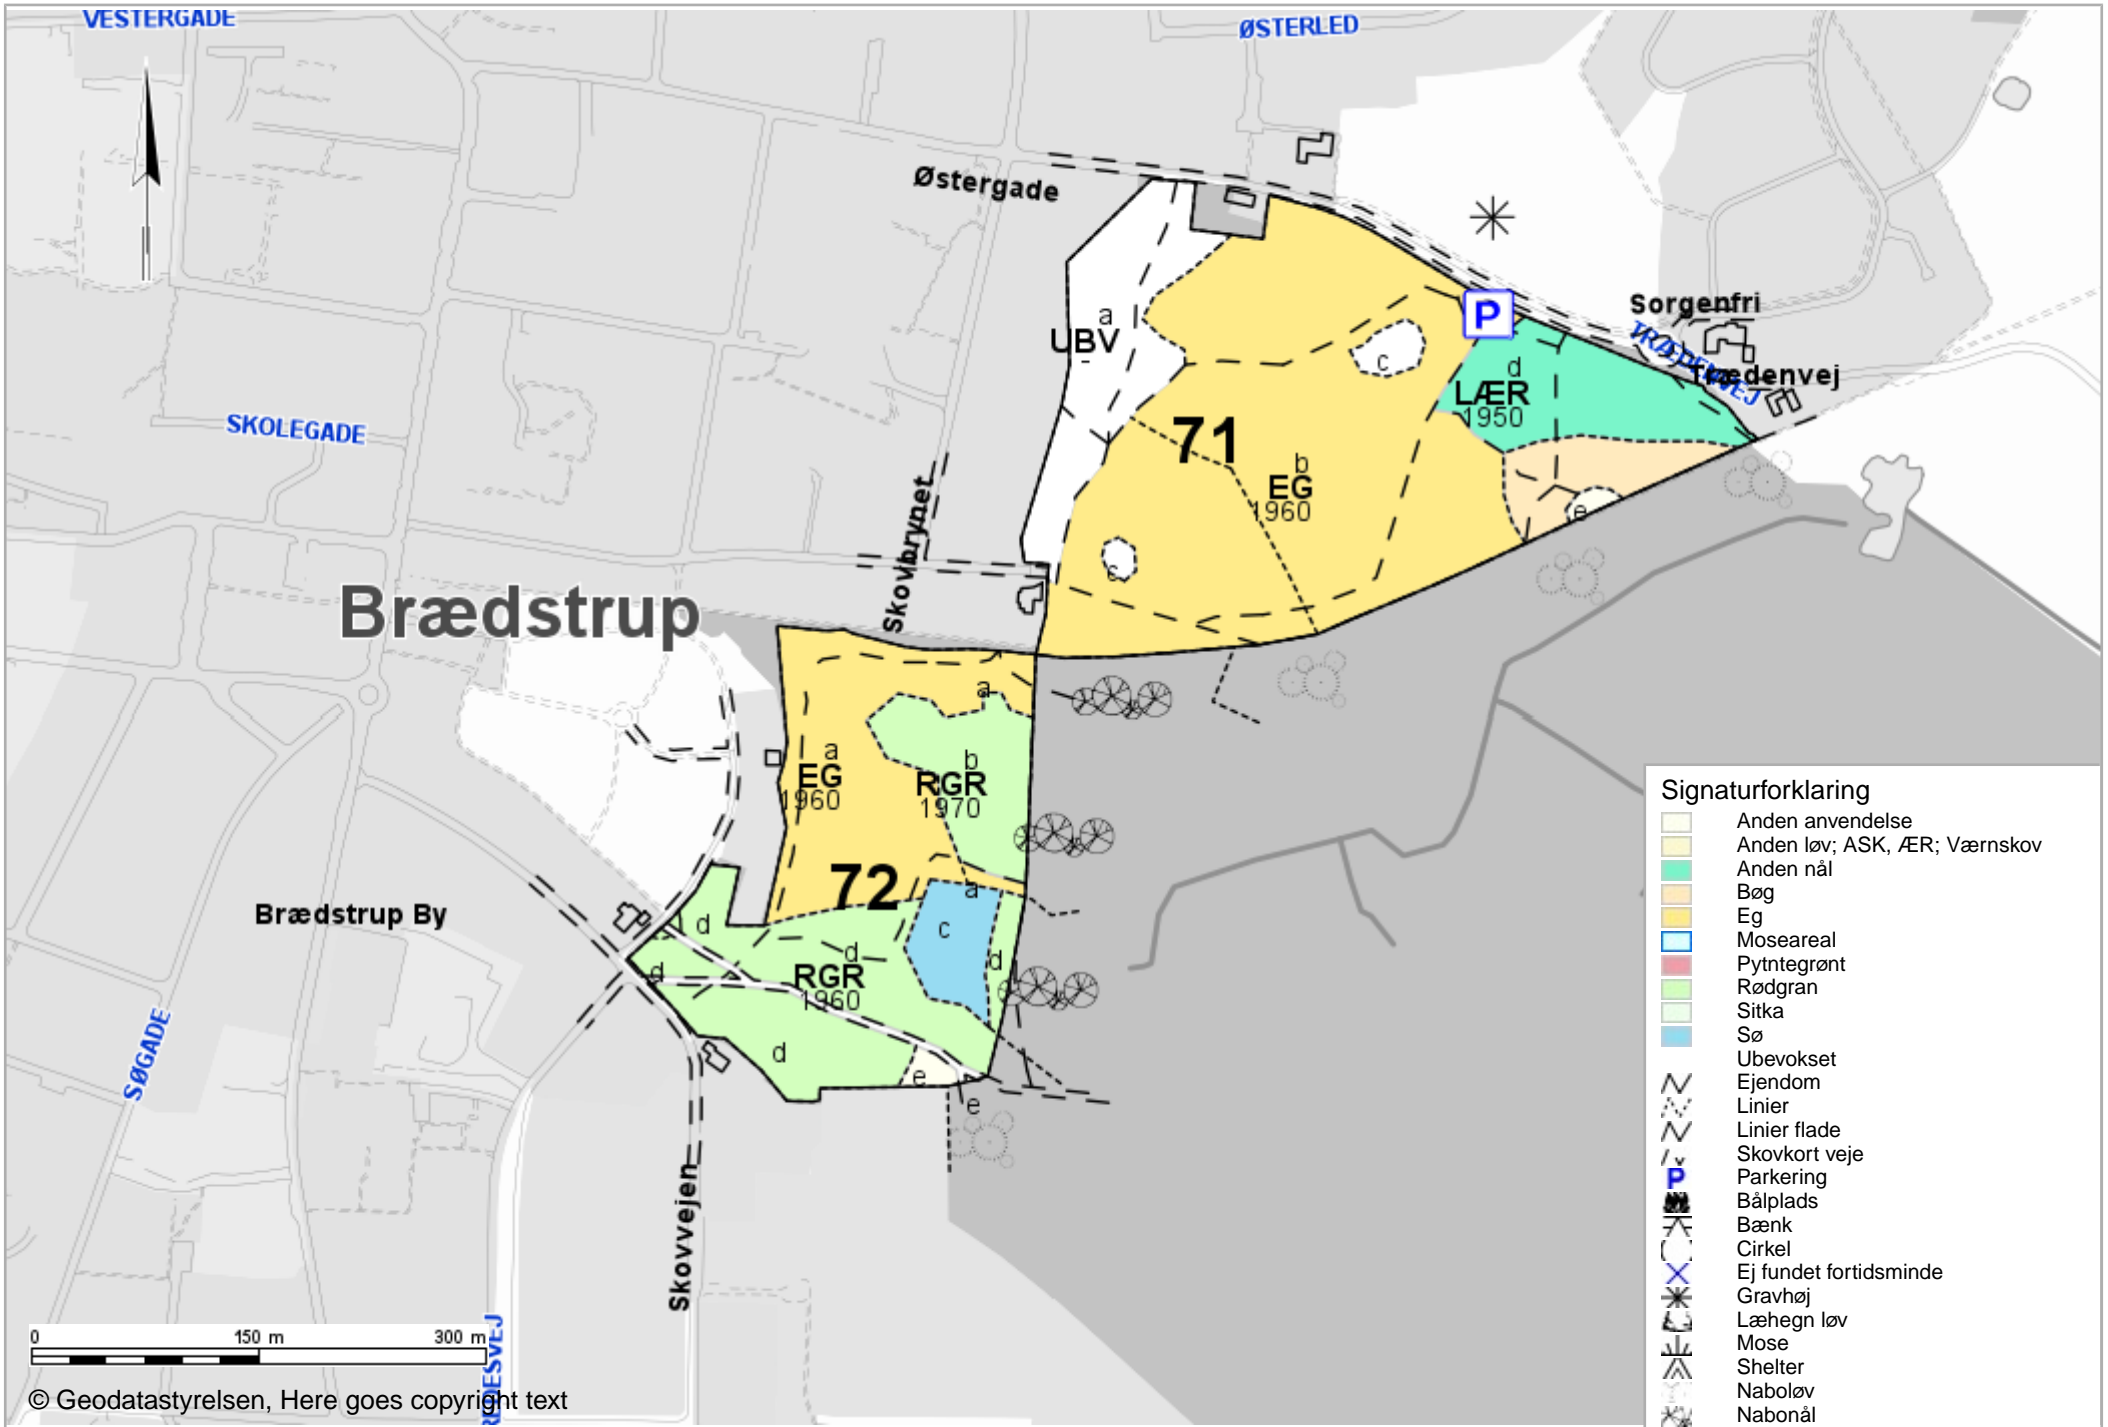 VESTERGADE
ØSTERLED
Østergade
Sorgenfri
TRÆDENVEJ
Trædenvej
a
UBV
-
c
d
LÆR
1950
71
b
EG
1960
e
c
SKOLEGADE
Skovbrynet
Brædstrup
a
a
EG
1960
b
RGR
1970
72
a
c
d
d
d
d
RGR
1960
d
e
e
Brædstrup By
SØGADE
Skovvejen
0 150 m 300 m
© Geodatastyrelsen, Here goes copyright text
Signaturforklaring
Anden anvendelse
Anden løv; ASK, ÆR; Værnskov
Anden nål
Bøg
Eg
Moseareal
Pytntegrønt
Rødgran
Sitka
Sø
Ubevokset
Ejendom
Linier
Linier flade
Skovkort veje
P Parkering
Bålplads
Bænk
Cirkel
Ej fundet fortidsminde
Gravhøj
Læhegn løv
Mose
Shelter
Naboløv
Nabonål
P